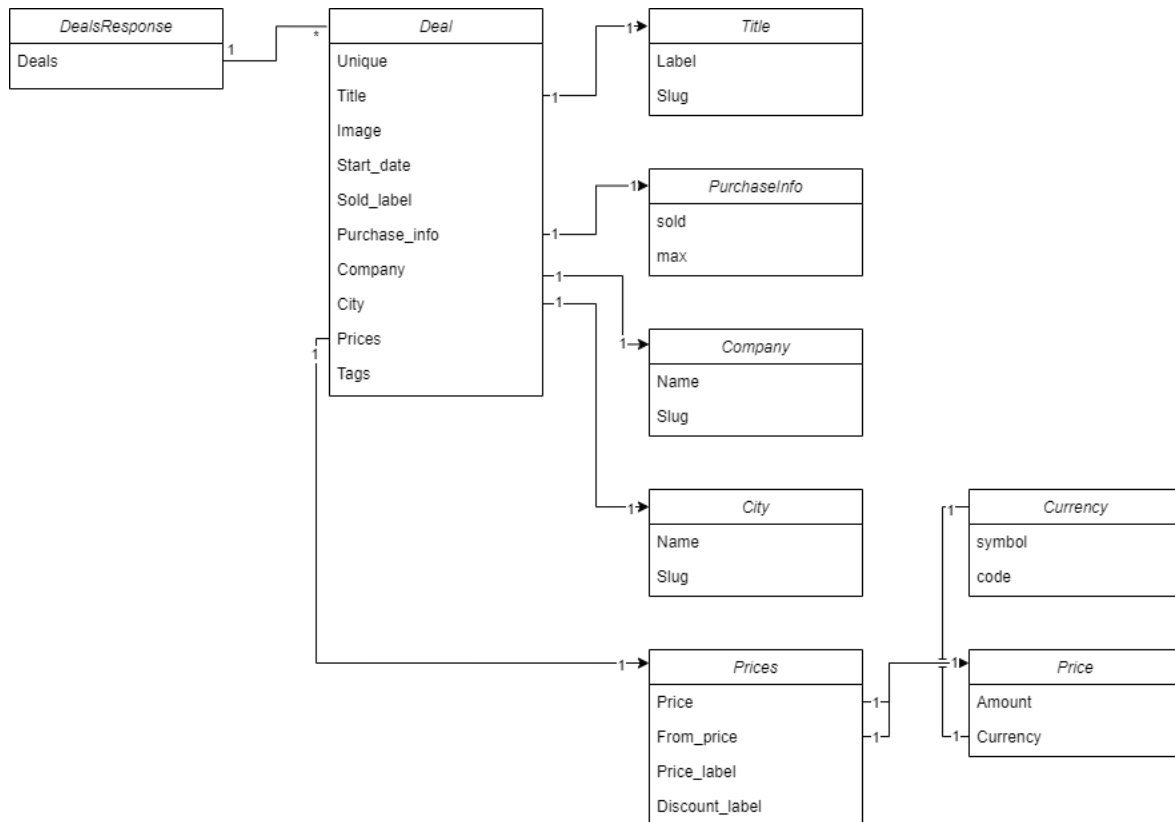 DealsResponse
Deals
1
*
Deal
Unique
Title
Image
Start_date
Sold_label
Purchase_info
Company
City
Prices
Tags
1
1
1
1
1
1
Title
Label
Slug
1
PurchaseInfo
sold
max
1
Company
Name
Slug
1
City
Name
Slug
1
Prices
Price
From_price
Price_label
Discount_label
1
1
1
Currency
symbol
code
1
Price
Amount
Currency
1